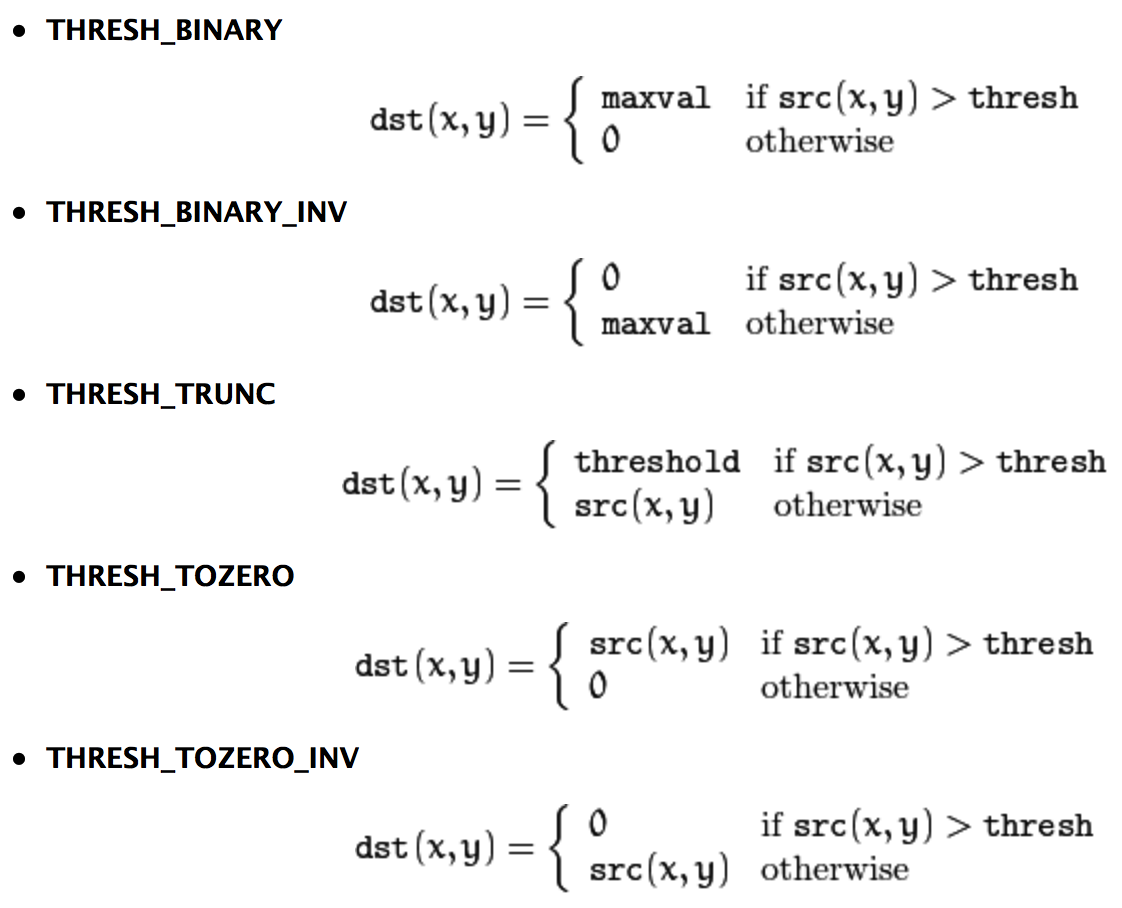 • THRESH_BINARY
dst(x,y) = { maxval if src(x,y) > thresh
0 otherwise
• THRESH_BINARY_INV
dst(x,y) = { 0 if src(x,y) > thresh
maxval otherwise
• THRESH_TRUNC
dst(x,y) = { threshold if src(x,y) > thresh
src(x,y) otherwise
• THRESH_TOZERO
dst(x,y) = { src(x,y) if src(x,y) > thresh
0 otherwise
• THRESH_TOZERO_INV
dst(x,y) = { 0 if src(x,y) > thresh
src(x,y) otherwise